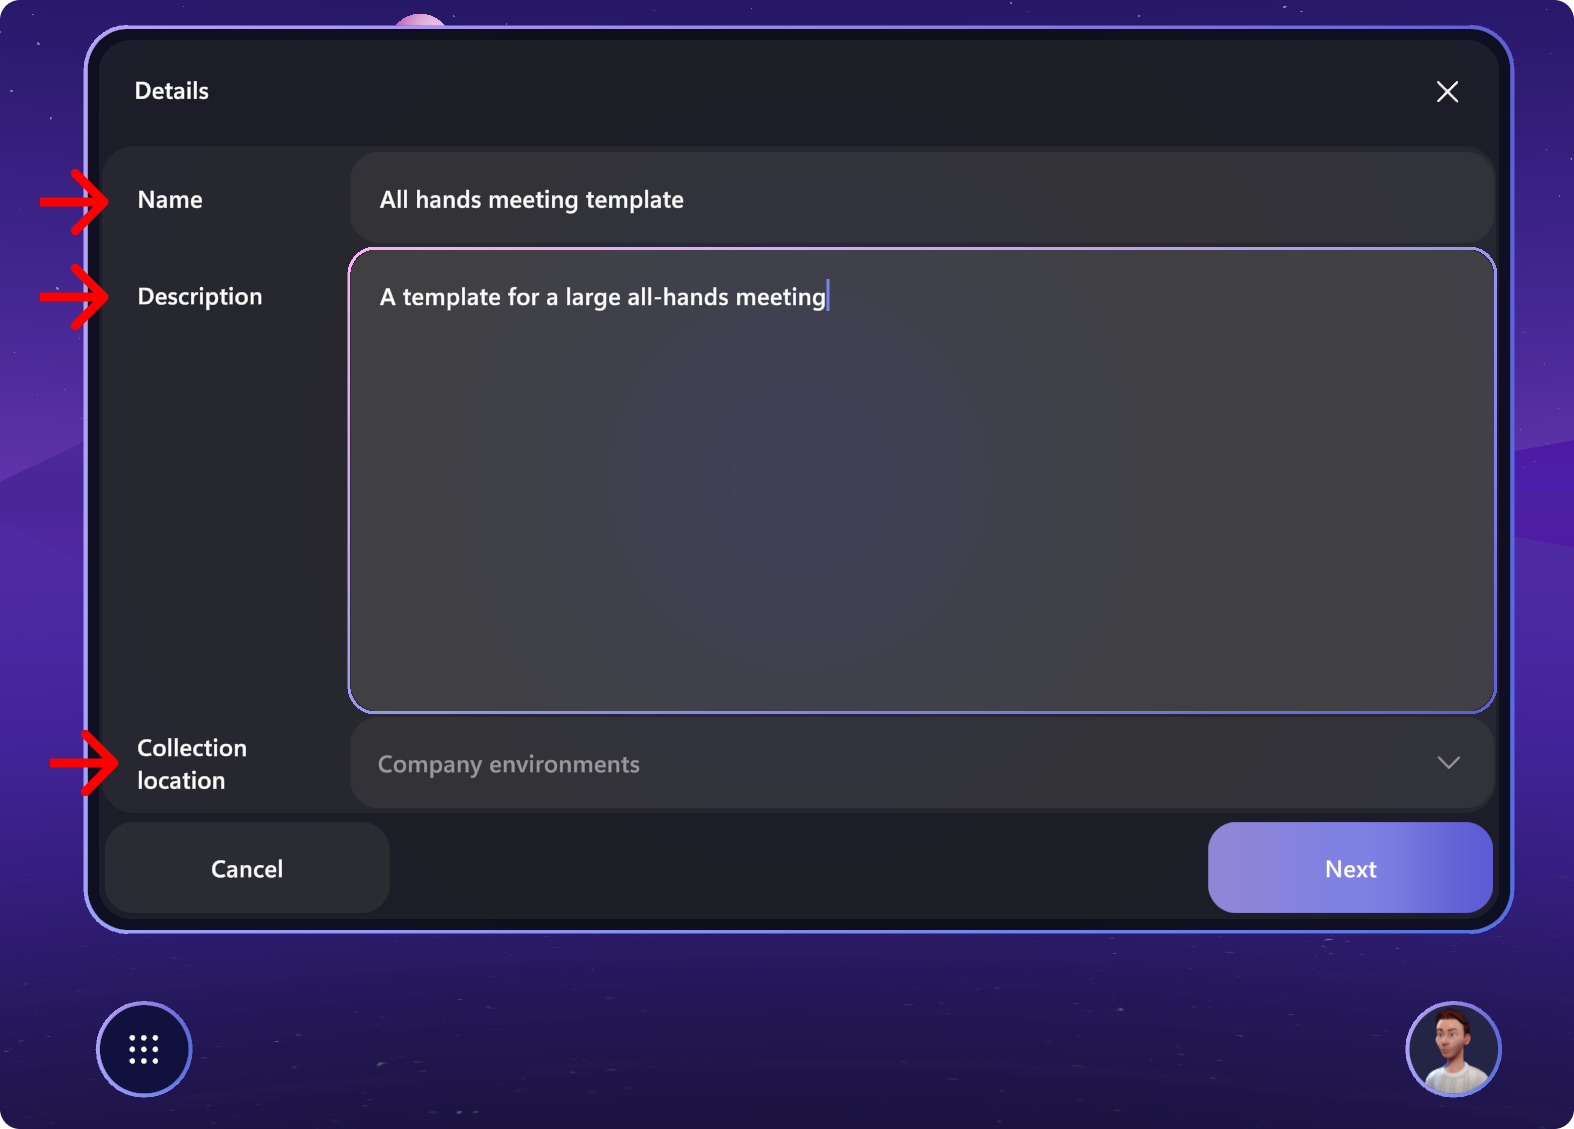 Details
Name
All hands meeting template
Description
A template for a large all-hands meeting
Collection
location
Company environments
Cancel
Next